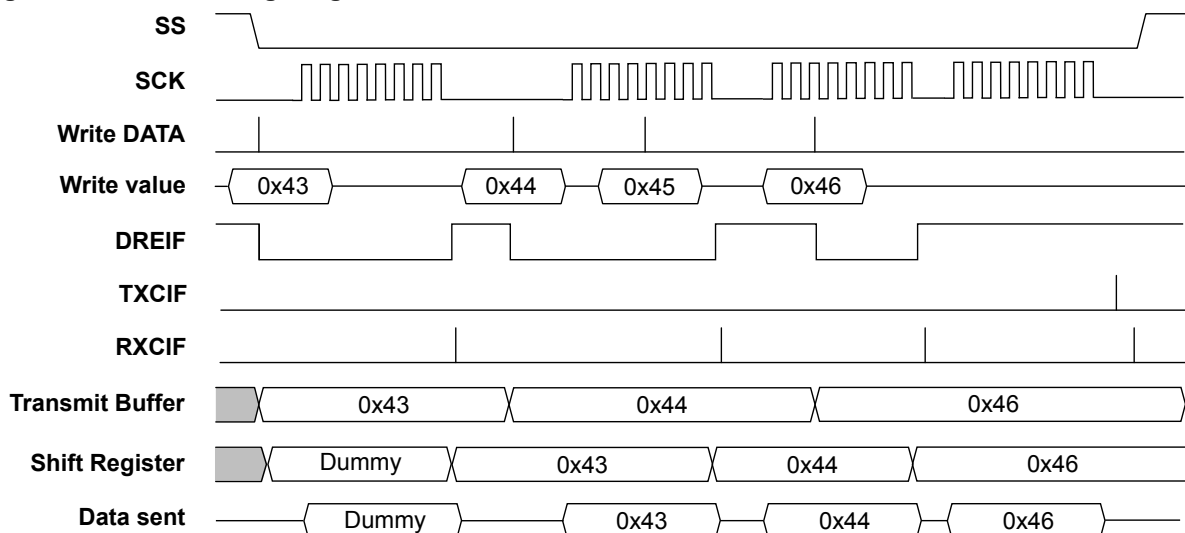 SS
SCK
Write DATA
Write value 0x43 0x44 0x45 0x46
DREIF
TXCIF
RXCIF
Transmit Buffer 0x43 0x44 0x46
Shift Register Dummy 0x43 0x44 0x46
Data sent Dummy 0x43 0x44 0x46